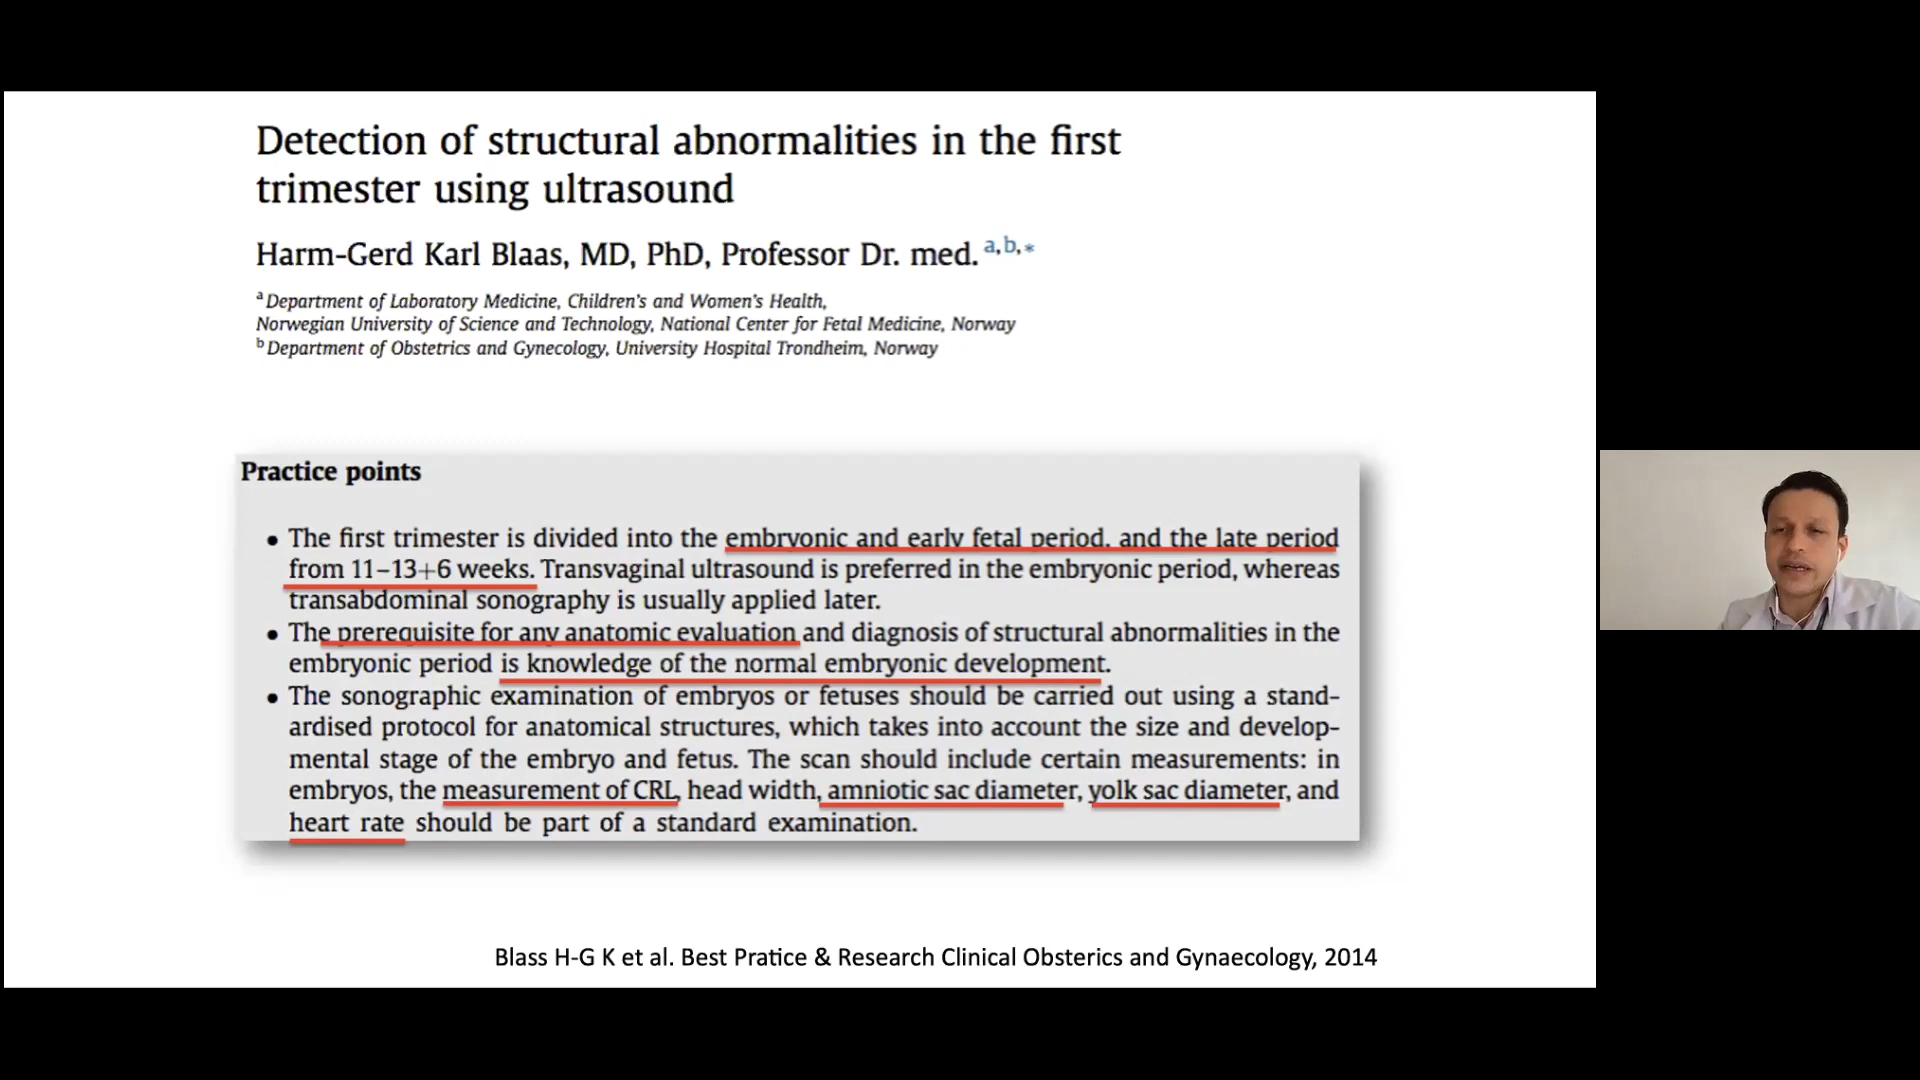 Detection of structural abnormalities in the first
trimester using ultrasound
Harm-Gerd Karl Blaas, MD, PhD, Professor Dr. med. a,b,*
a Department of Laboratory Medicine, Children's and Women's Health,
Norwegian University of Science and Technology, National Center for Fetal Medicine, Norway
b Department of Obstetrics and Gynecology, University Hospital Trondheim, Norway
Practice points
• The first trimester is divided into the embryonic and early fetal period, and the late period
from 11–13+6 weeks. Transvaginal ultrasound is preferred in the embryonic period, whereas
transabdominal sonography is usually applied later.
• The prerequisite for any anatomic evaluation and diagnosis of structural abnormalities in the
embryonic period is knowledge of the normal embryonic development.
• The sonographic examination of embryos or fetuses should be carried out using a stand-
ardised protocol for anatomical structures, which takes into account the size and develop-
mental stage of the embryo and fetus. The scan should include certain measurements: in
embryos, the measurement of CRL, head width, amniotic sac diameter, yolk sac diameter, and
heart rate should be part of a standard examination.
Blass H-G K et al. Best Pratice & Research Clinical Obsterics and Gynaecology, 2014